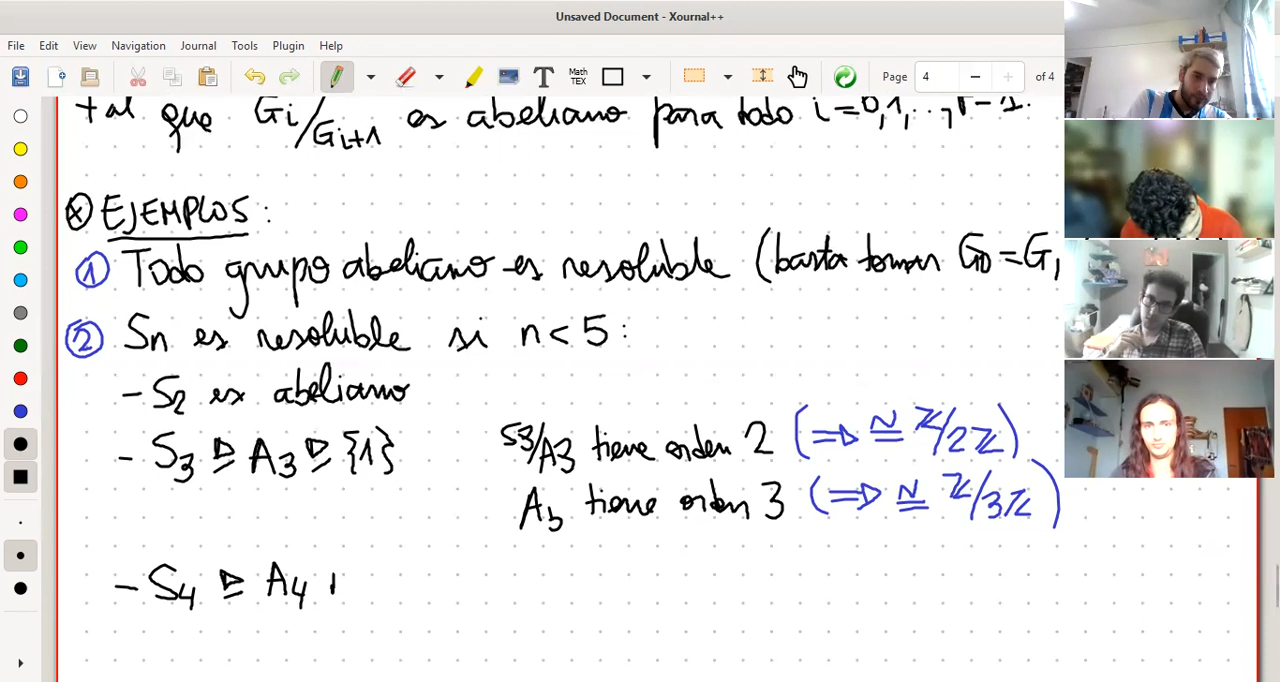 Unsaved Document - Xournal++
File Edit View Navigation Journal Tools Plugin Help
T Math TEX Page 4 of 4
tal que Gi/Gi+1 es abeliano para todo i=0,1,..,r-1.
EJEMPLOS:
① Todo grupo abeliano es resoluble (basta tomar G0=G,
② Sn es resoluble si n<5:
- S2 es abeliano
- S3 ⊵ A3 ⊵ {1} S3/A3 tiene orden 2 (⇒ ≅ ℤ/2ℤ)
A3 tiene orden 3 (⇒ ≅ ℤ/3ℤ)
- S4 ⊵ A4